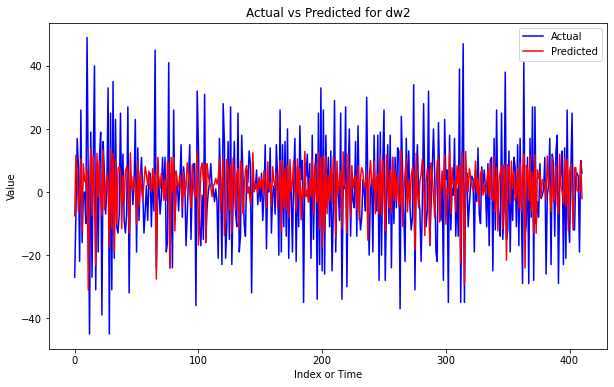 Actual vs Predicted for dw2
Actual
Predicted
Value
40
20
0
−20
−40
0
100
200
300
400
Index or Time